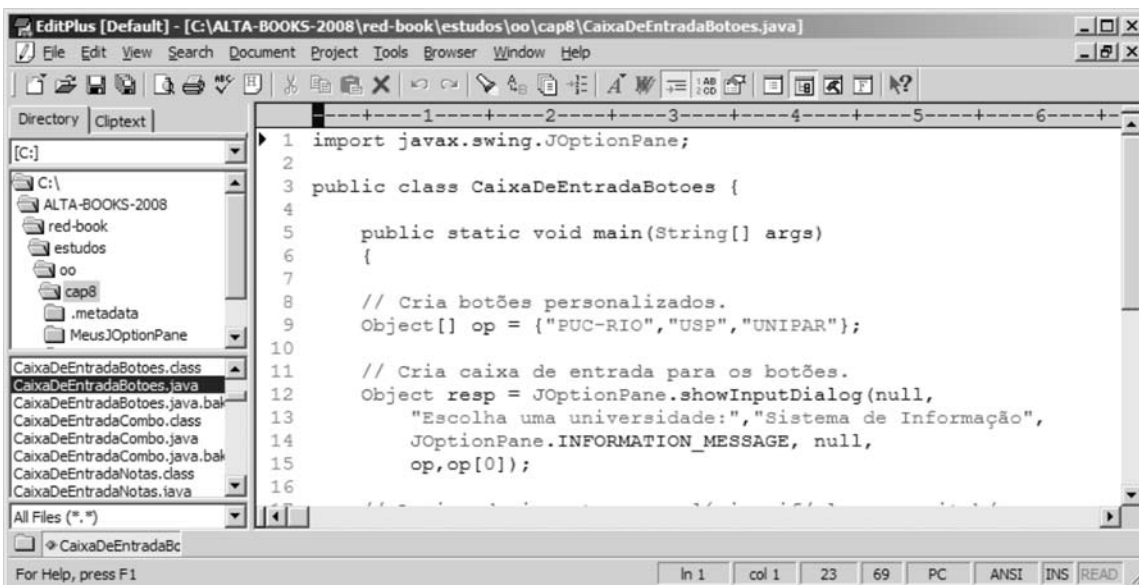 EditPlus [Default] - [C:\ALTA-BOOKS-2008\red-book\estudos\oo\cap8\CaixaDeEntradaBotoes.java]
File Edit View Search Document Project Tools Browser Window Help
Directory Cliptext
----+----1----+----2----+----3----+----4----+----5----+----6----+-
[C:]
C:\
ALTA-BOOKS-2008
red-book
estudos
oo
cap8
.metadata
MeusJOptionPane
CaixaDeEntradaBotoes.class
CaixaDeEntradaBotoes.java
CaixaDeEntradaBotoes.java.bak
CaixaDeEntradaCombo.class
CaixaDeEntradaCombo.java
CaixaDeEntradaCombo.java.bak
CaixaDeEntradaNotas.class
CaixaDeEntradaNotas.java
All Files (*.*)
1 import javax.swing.JOptionPane;
2
3 public class CaixaDeEntradaBotoes {
4
5 public static void main(String[] args)
6 {
7
8 // Cria botões personalizados.
9 Object[] op = {"PUC-RIO","USP","UNIPAR"};
10
11 // Cria caixa de entrada para os botões.
12 Object resp = JOptionPane.showInputDialog(null,
13 "Escolha uma universidade:","Sistema de Informação",
14 JOptionPane.INFORMATION_MESSAGE, null,
15 op,op[0]);
16
CaixaDeEntradaBc
For Help, press F1 ln 1 col 1 23 69 PC ANSI INS READ